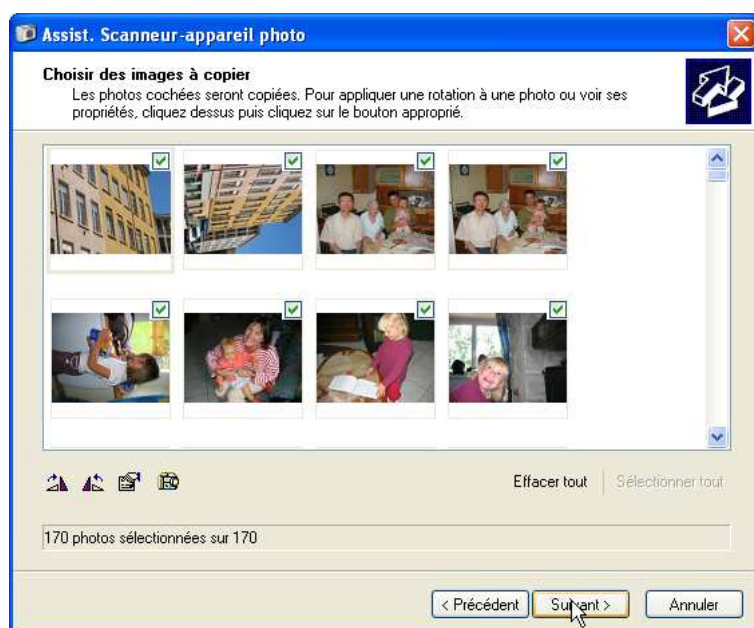 Assist. Scanneur-appareil photo
Choisir des images à copier
Les photos cochées seront copiées. Pour appliquer une rotation à une photo ou voir ses
propriétés, cliquez dessus puis cliquez sur le bouton approprié.
Effacer tout
Sélectionner tout
170 photos sélectionnées sur 170
< Précédent
Suivant >
Annuler